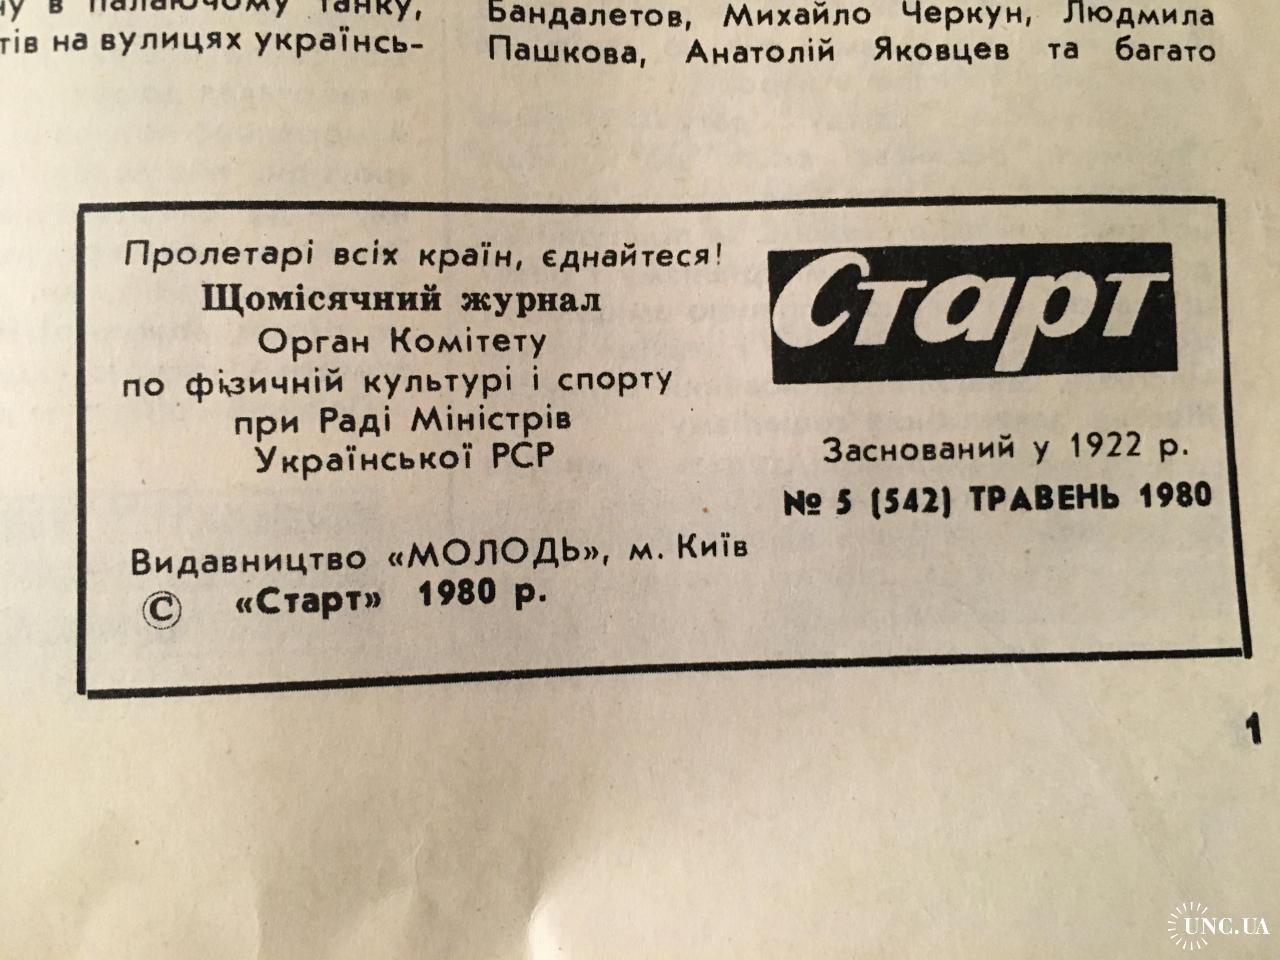 в палаючому танку,
тів на вулицях українсь-
Бандалетов, Михайло Черкун, Людмила
Пашкова, Анатолій Яковцев та багато
Пролетарі всіх країн, єднайтеся!
Щомісячний журнал
Орган Комітету
по фізичній культурі і спорту
при Раді Міністрів
Української РСР
Видавництво «МОЛОДЬ», м. Київ
© «Старт» 1980 р.
Старт
Заснований у 1922 р.
№ 5 (542) ТРАВЕНЬ 1980
1
UNC.UA